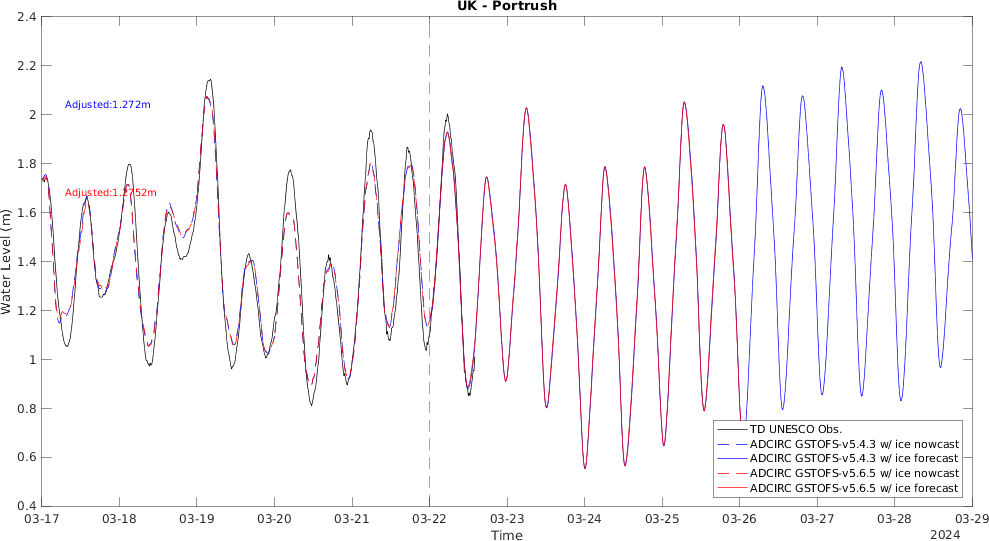 UK - Portrush
2.4
2.2
2
1.8
1.6
1.4
1.2
1
0.8
0.6
0.4
Water Level (m)
Adjusted:1.272m
Adjusted:1.2752m
TD UNESCO Obs.
ADCIRC GSTOFS-v5.4.3 w/ ice nowcast
ADCIRC GSTOFS-v5.4.3 w/ ice forecast
ADCIRC GSTOFS-v5.6.5 w/ ice nowcast
ADCIRC GSTOFS-v5.6.5 w/ ice forecast
03-17 03-18 03-19 03-20 03-21 03-22 03-23 03-24 03-25 03-26 03-27 03-28 03-29
Time
2024